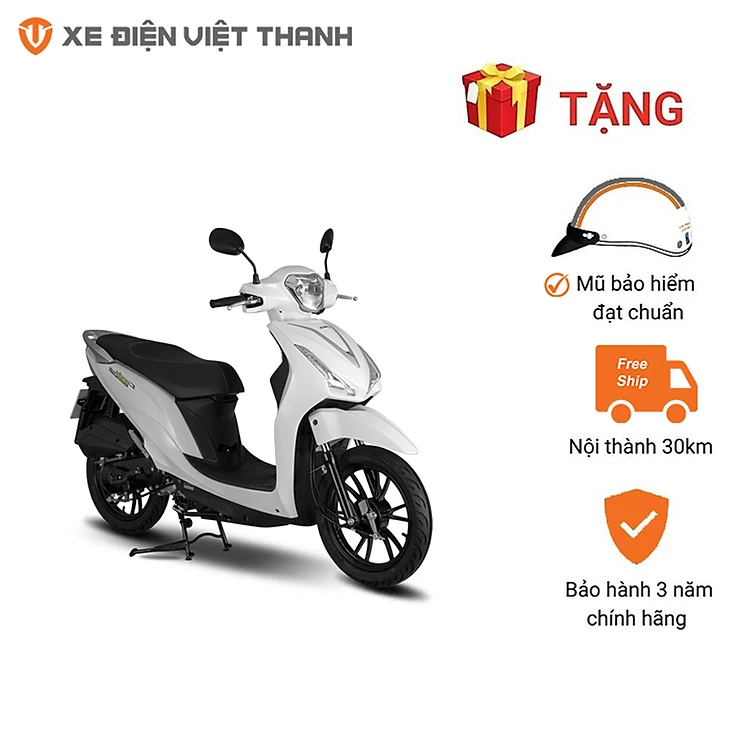 XE ĐIỆN VIỆT THANH
TẶNG
Mũ bảo hiểm
đạt chuẩn
Free
Ship
Nội thành 30km
Bảo hành 3 năm
chính hãng